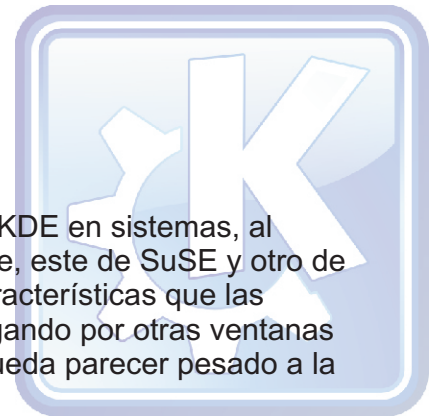 KDE en sistemas, al
e, este de SuSE y otro de
racterísticas que las
gando por otras ventanas
ueda parecer pesado a la